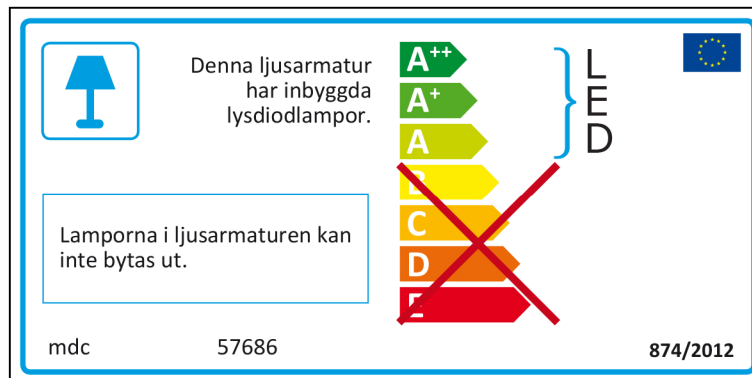 Denna ljusarmatur
har inbyggda
lysdiodlampor.
A++
A+
A
B
C
D
E
L
E
D
Lamporna i ljusarmaturen kan
inte bytas ut.
mdc 57686
874/2012